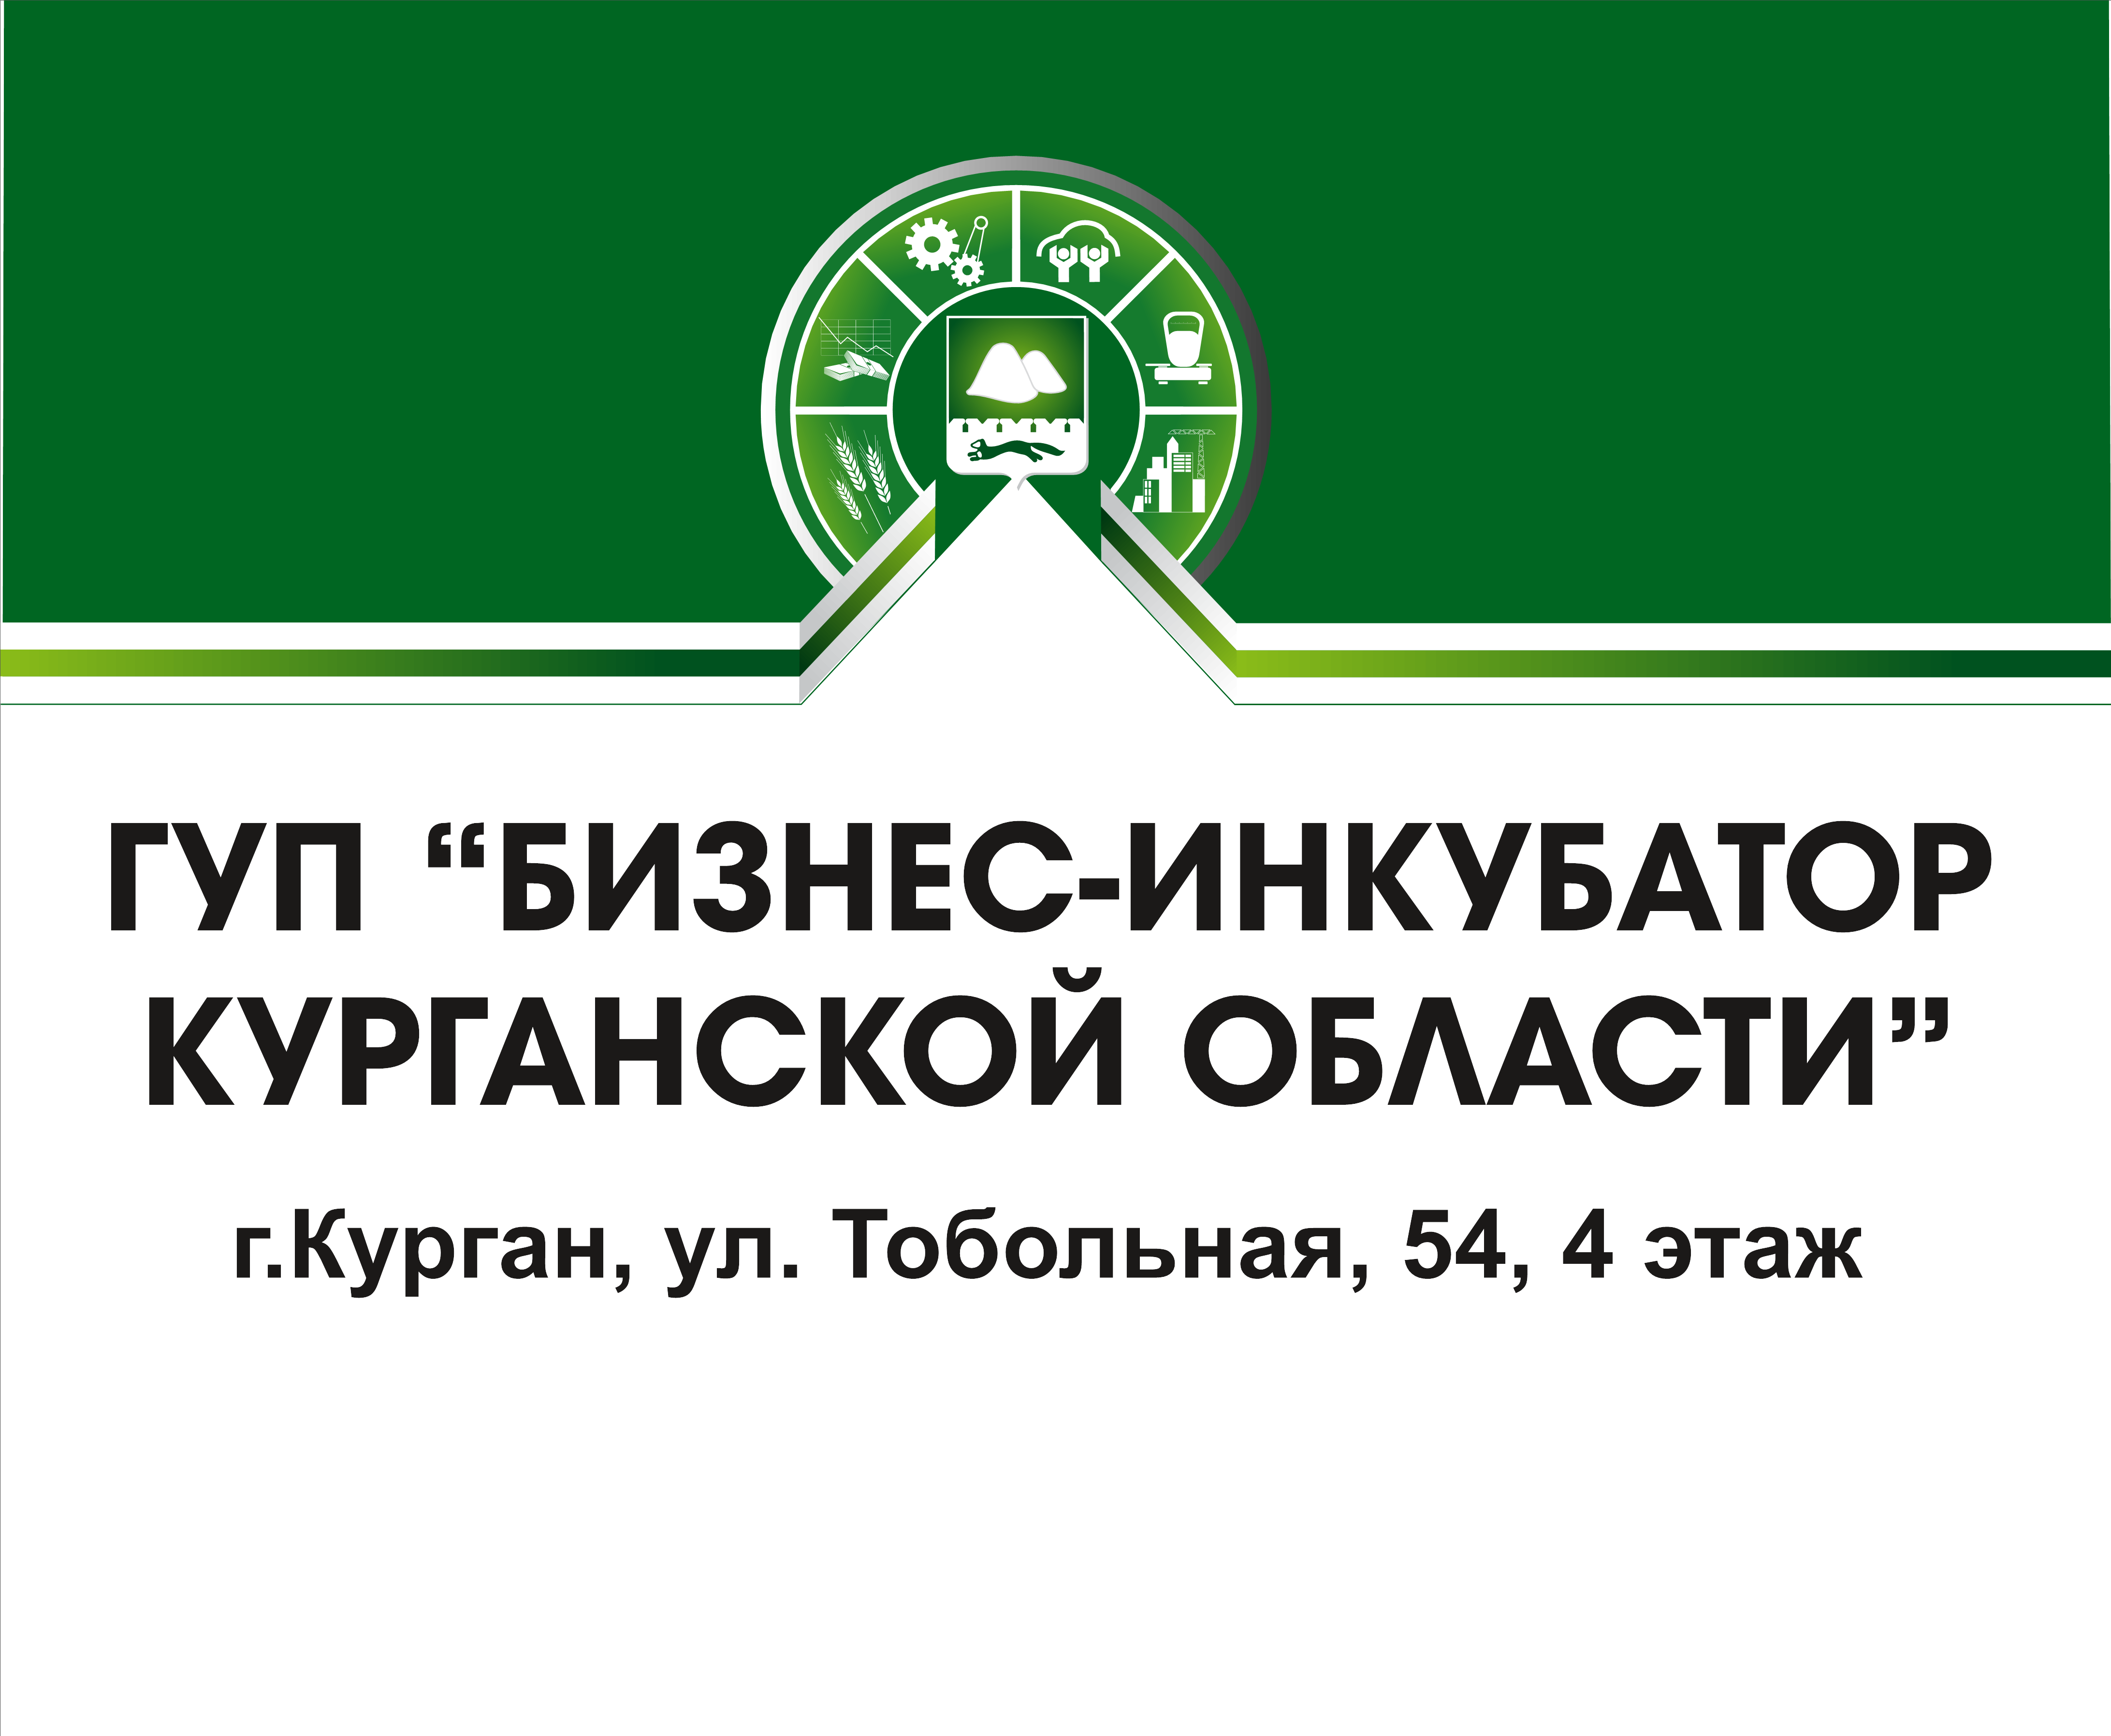 ГУП “БИЗНЕС-ИНКУБАТОР
КУРГАНСКОЙ ОБЛАСТИ”
г.Курган, ул. Тобольная, 54, 4 этаж